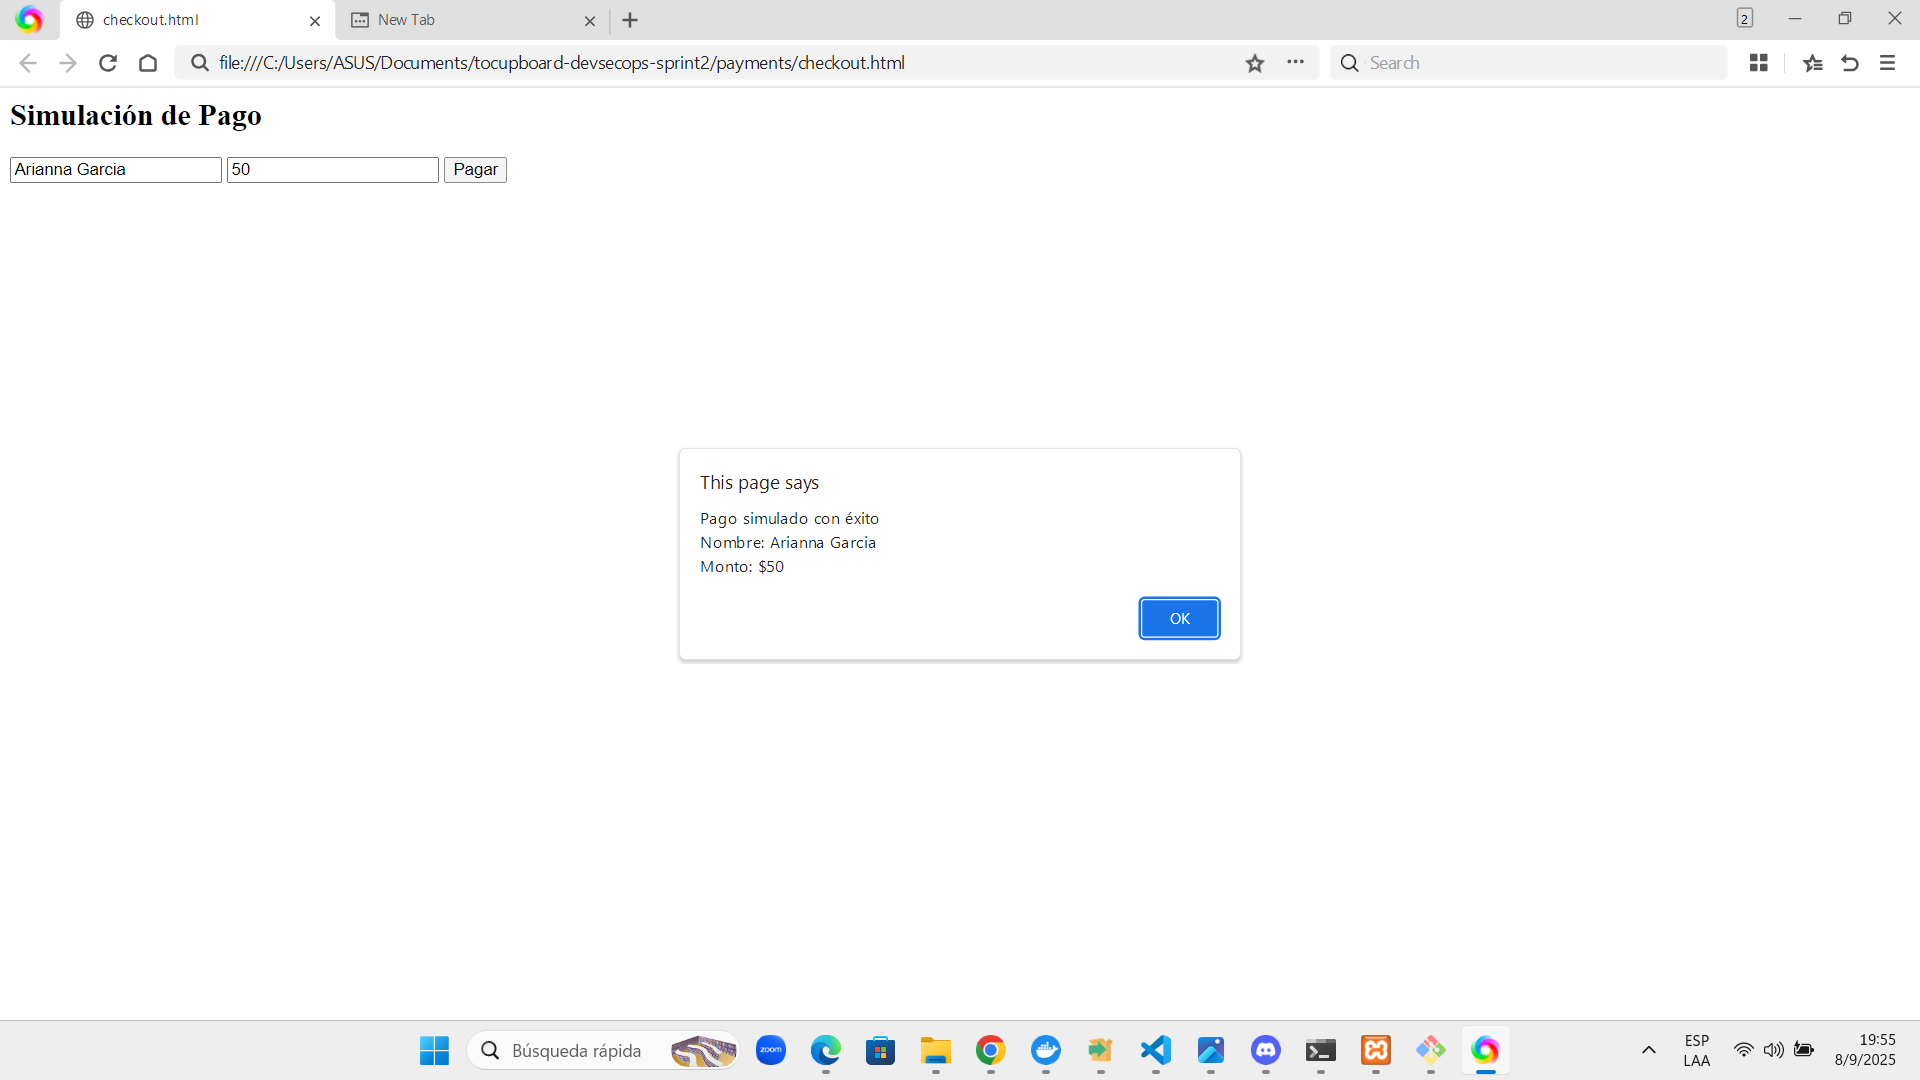 checkout.html
New Tab
2
file:///C:/Users/ASUS/Documents/tocupboard-devsecops-sprint2/payments/checkout.html
Search
Simulación de Pago
Arianna Garcia 50 Pagar
This page says
Pago simulado con éxito
Nombre: Arianna Garcia
Monto: $50
OK
Búsqueda rápida
zoom
ESP
LAA
19:55
8/9/2025